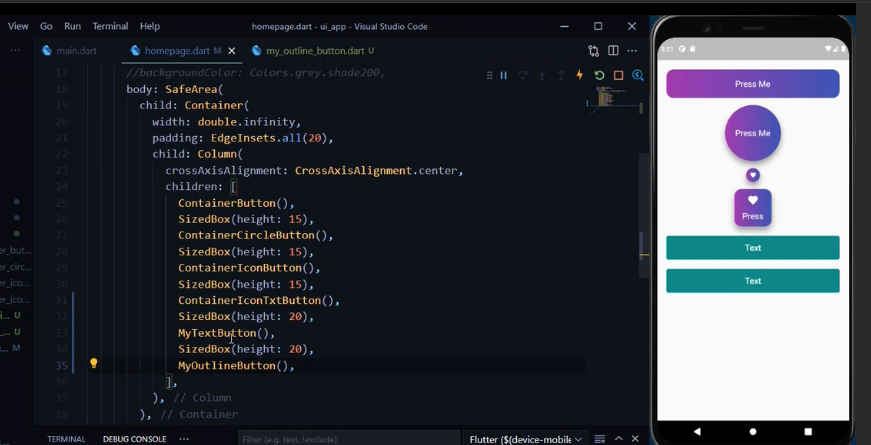 View Go Run Terminal Help
homepage.dart - ui_app - Visual Studio Code
main.dart
homepage.dart M
my_outline_button.dart U
17 //backgroundColor: Colors.grey.shade200,
18 body: SafeArea(
19 child: Container(
20 width: double.infinity,
21 padding: EdgeInsets.all(20),
22 child: Column(
23 crossAxisAlignment: CrossAxisAlignment.center,
24 children: [
25 ContainerButton(),
26 SizedBox(height: 15),
27 ContainerCircleButton(),
28 SizedBox(height: 15),
29 ContainerIconButton(),
30 SizedBox(height: 15),
31 ContainerIconTxtButton(),
32 SizedBox(height: 20),
33 MyTextButton(),
34 SizedBox(height: 20),
35 MyOutlineButton(),
36 ],
37 ), // Column
38 ), // Container
er_but...
er_circ...
er_ico...
er_ico...
i... U
_... U
... M
TERMINAL
DEBUG CONSOLE
Filter (e.g. text, !exclude)
Flutter ($(device-mobile
3:21
Press Me
Press Me
Press
Text
Text